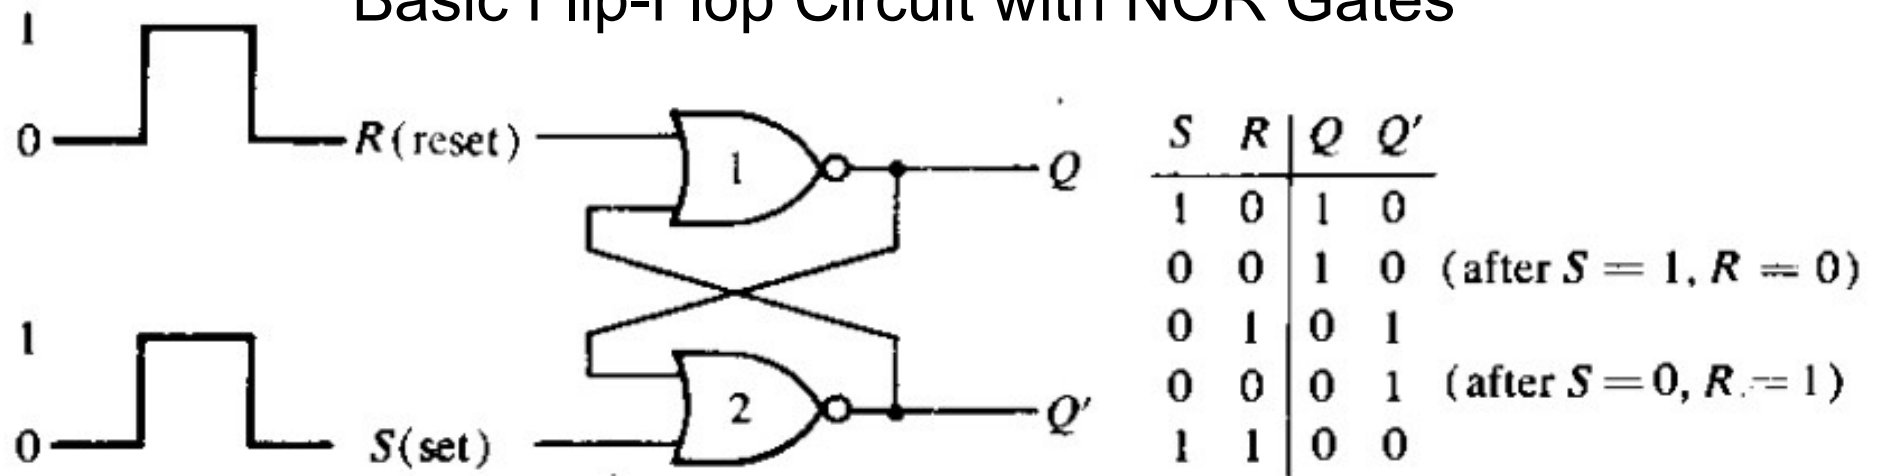 Basic Flip-Flop Circuit with NOR Gates
1
0
R (reset)
1
Q
1
0
S(set)
2
Q′
S R Q Q′
1 0 1 0
0 0 1 0 (after S = 1, R = 0)
0 1 0 1
0 0 0 1 (after S = 0, R = 1)
1 1 0 0